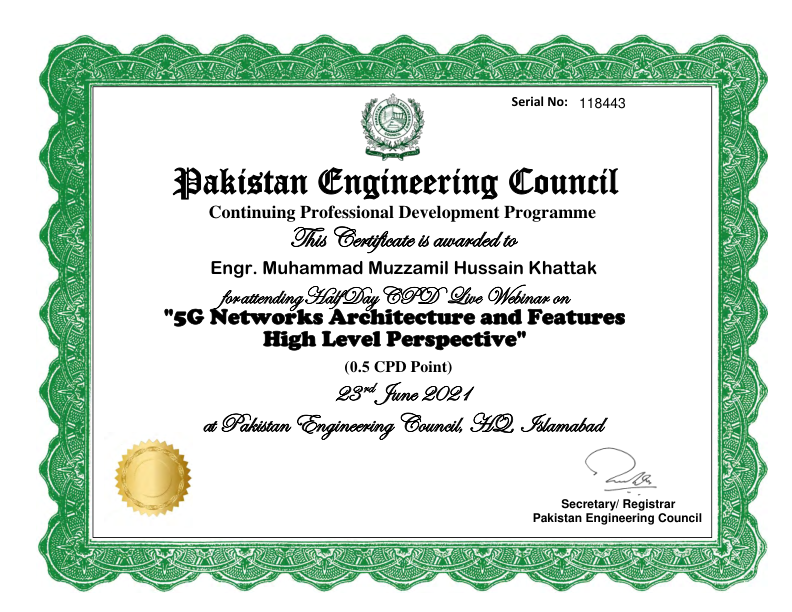 Serial No: 118443
Pakistan Engineering Council
Continuing Professional Development Programme
This Certificate is awarded to
Engr. Muhammad Muzzamil Hussain Khattak
for attending Half Day CPD Live Webinar on
"5G Networks Architecture and Features
High Level Perspective"
(0.5 CPD Point)
23rd June 2021
at Pakistan Engineering Council, HQ, Islamabad
Secretary/ Registrar
Pakistan Engineering Council